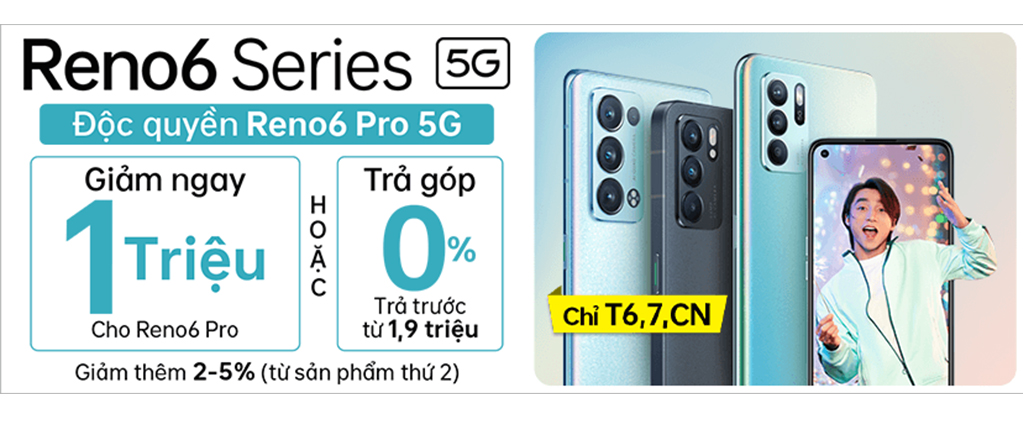 Reno6 Series 5G
Độc quyền Reno6 Pro 5G
Giảm ngay
1 Triệu
Cho Reno6 Pro
HOẶC
Trả góp
0%
Trả trước
từ 1,9 triệu
Giảm thêm 2-5% (từ sản phẩm thứ 2)
Chỉ T6,7,CN